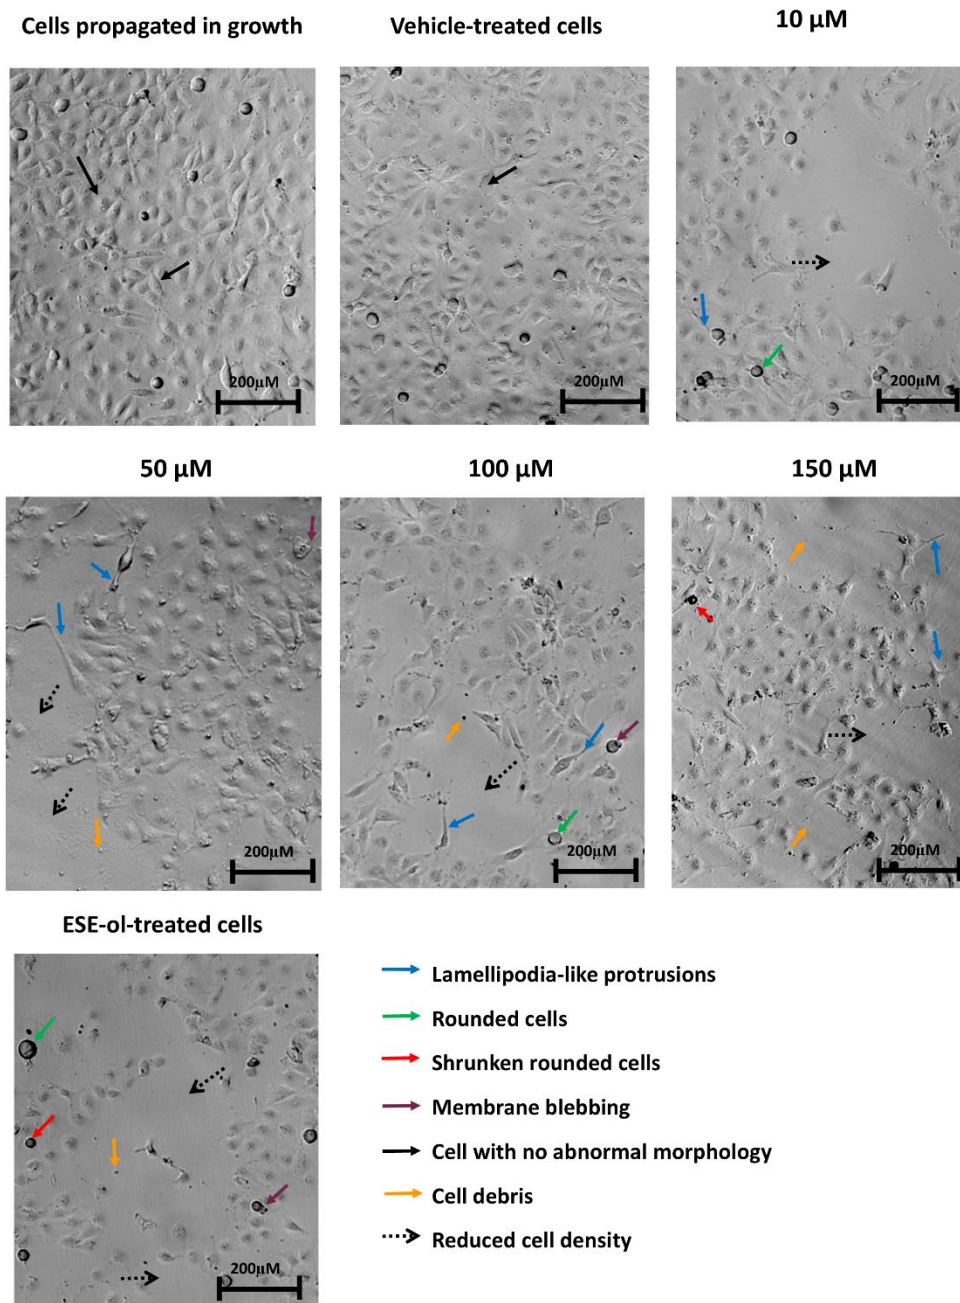 Cells propagated in growth
Vehicle-treated cells
10 µM
200µM
200µM
200µM
50 µM
100 µM
150 µM
200µM
200µM
200µM
ESE-ol-treated cells
200µM
Lamellipodia-like protrusions
Rounded cells
Shrunken rounded cells
Membrane blebbing
Cell with no abnormal morphology
Cell debris
Reduced cell density